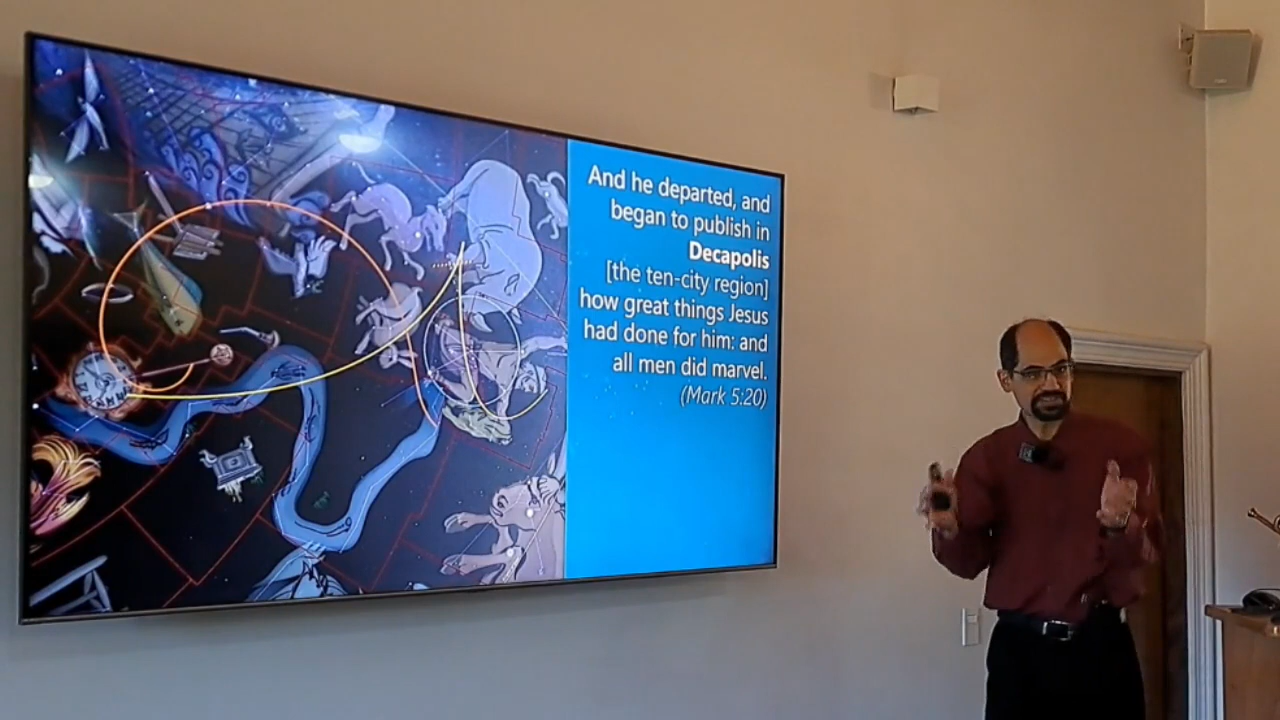 And he departed, and
began to publish in
Decapolis
[the ten-city region]
how great things Jesus
had done for him: and
all men did marvel.
(Mark 5:20)